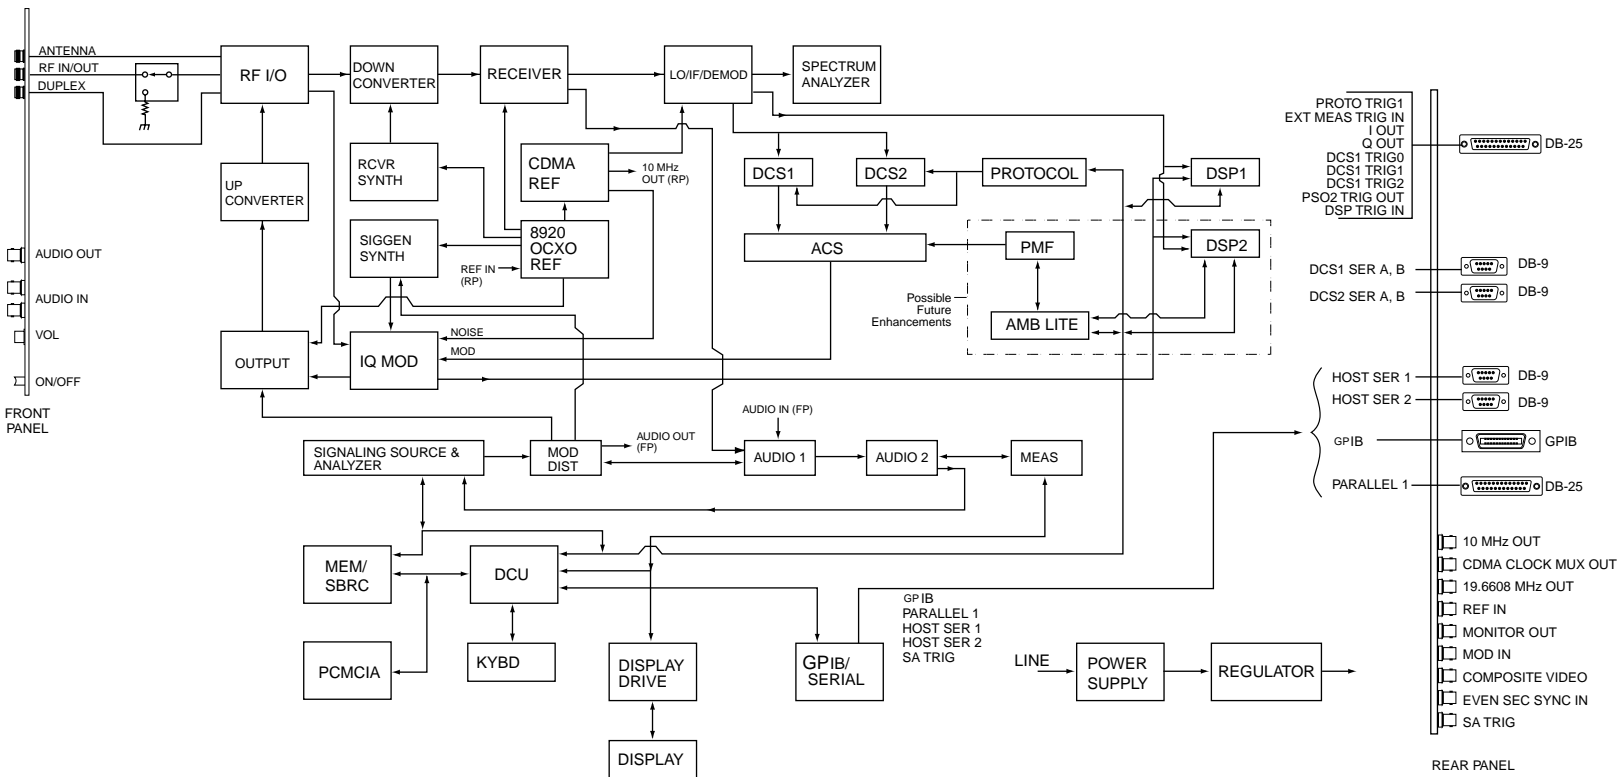 ANTENNA
RF IN/OUT
DUPLEX
AUDIO OUT
AUDIO IN
VOL
ON/OFF
FRONT
PANEL
RF I/O
DOWN
CONVERTER
RECEIVER
LO/IF/DEMOD
SPECTRUM
ANALYZER
UP
CONVERTER
RCVR
SYNTH
CDMA
REF
10 MHz
OUT (RP)
SIGGEN
SYNTH
8920
OCXO
REF
REF IN
(RP)
DCS1
DCS2
PROTOCOL
DSP1
ACS
PMF
DSP2
AMB LITE
Possible
Future
Enhancements
OUTPUT
IQ MOD
NOISE
MOD
SIGNALING SOURCE &
ANALYZER
MOD
DIST
AUDIO OUT
(FP)
AUDIO IN (FP)
AUDIO 1
AUDIO 2
MEAS
MEM/
SBRC
DCU
PCMCIA
KYBD
DISPLAY
DRIVE
DISPLAY
GPIB/
SERIAL
GPIB
PARALLEL 1
HOST SER 1
HOST SER 2
SA TRIG
LINE
POWER
SUPPLY
REGULATOR
PROTO TRIG1
EXT MEAS TRIG IN
I OUT
Q OUT
DCS1 TRIG0
DCS1 TRIG1
DCS1 TRIG2
PSO2 TRIG OUT
DSP TRIG IN
DB-25
DCS1 SER A, B
DB-9
DCS2 SER A, B
DB-9
HOST SER 1
DB-9
HOST SER 2
DB-9
GPIB
GPIB
PARALLEL 1
DB-25
10 MHz OUT
CDMA CLOCK MUX OUT
19.6608 MHz OUT
REF IN
MONITOR OUT
MOD IN
COMPOSITE VIDEO
EVEN SEC SYNC IN
SA TRIG
REAR PANEL